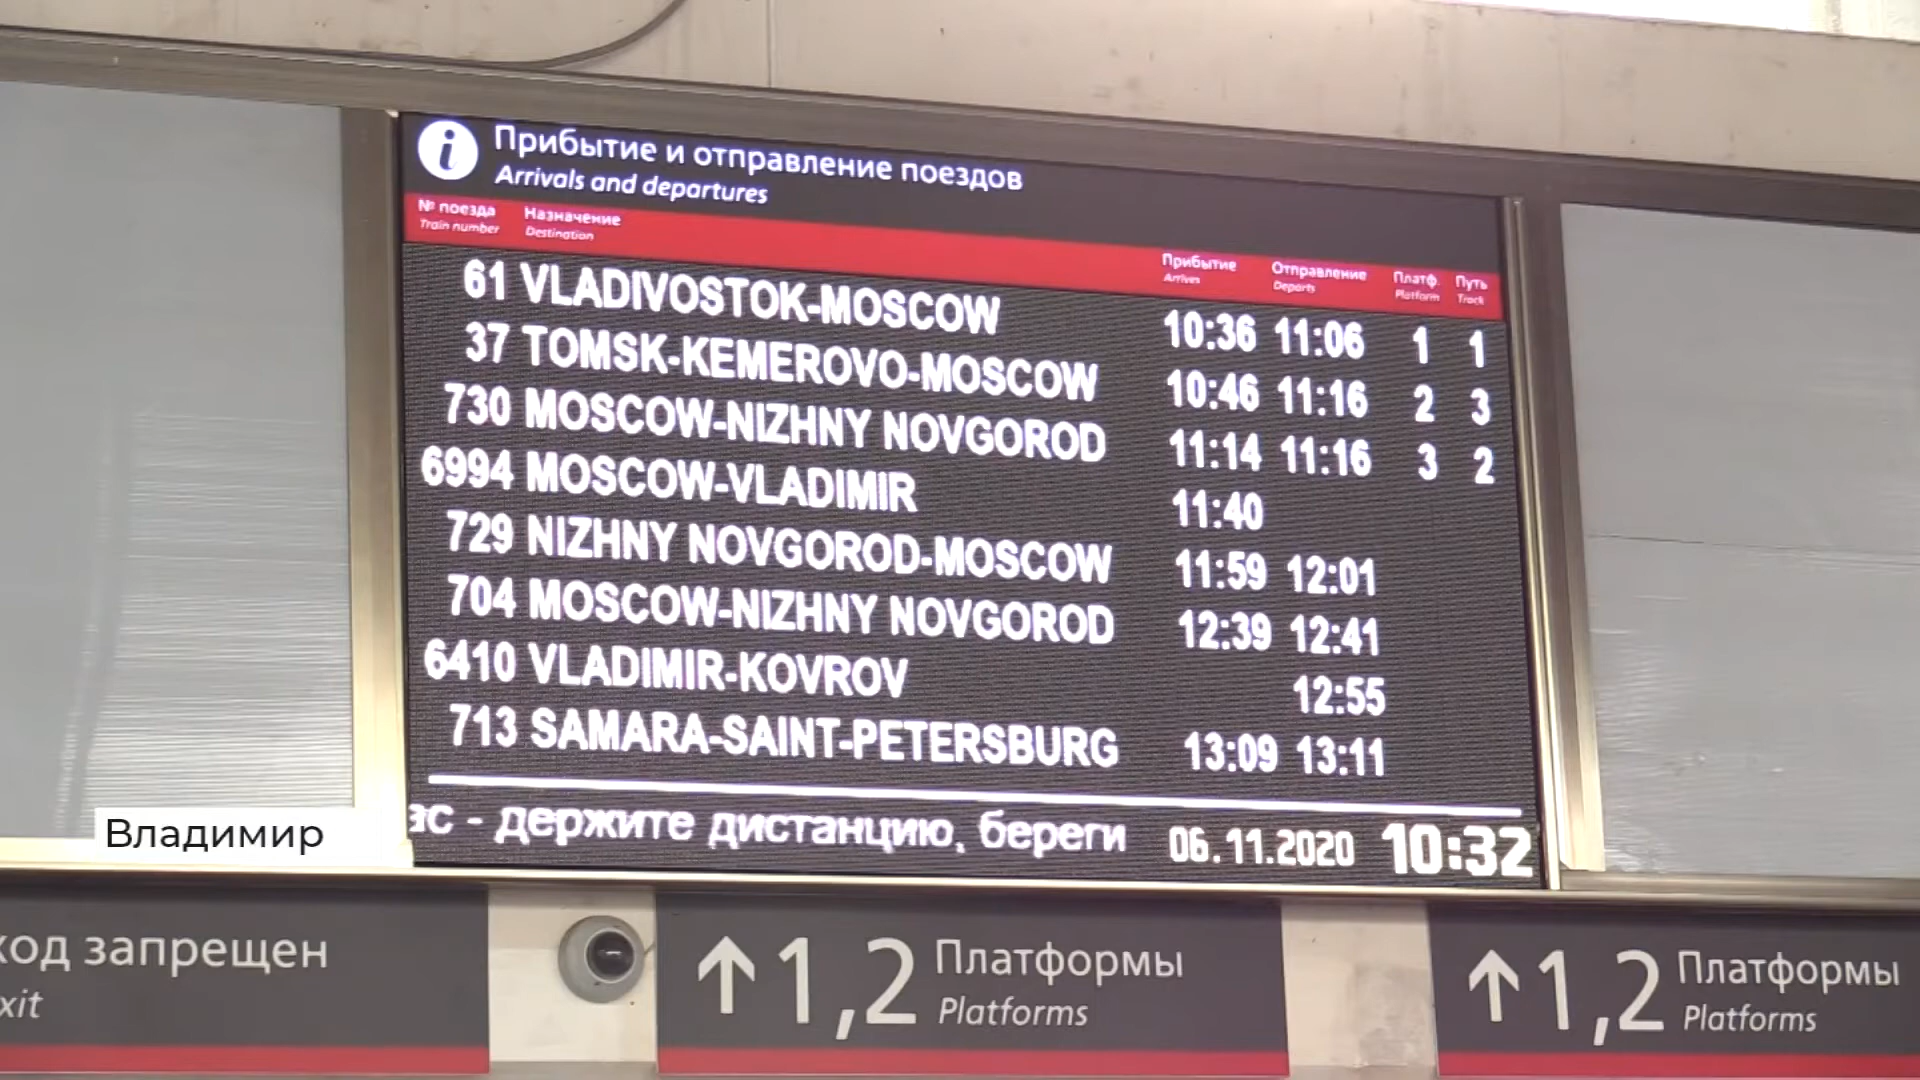 i Прибытие и отправление поездов
Arrivals and departures
№ поезда Назначение Прибытие Отправление Платф. Путь
Train number Destination Arrives Departs Platform Track
61 VLADIVOSTOK-MOSCOW 10:36 11:06 1 1
37 TOMSK-KEMEROVO-MOSCOW 10:46 11:16 2 3
730 MOSCOW-NIZHNY NOVGOROD 11:14 11:16 3 2
6994 MOSCOW-VLADIMIR 11:40
729 NIZHNY NOVGOROD-MOSCOW 11:59 12:01
704 MOSCOW-NIZHNY NOVGOROD 12:39 12:41
6410 VLADIMIR-KOVROV 12:55
713 SAMARA-SAINT-PETERSBURG 13:09 13:11
ас - держите дистанцию, береги 06.11.2020 10:32
Владимир
ход запрещен
xit
↑ 1,2 Платформы
Platforms
↑ 1,2 Платформы
Platforms